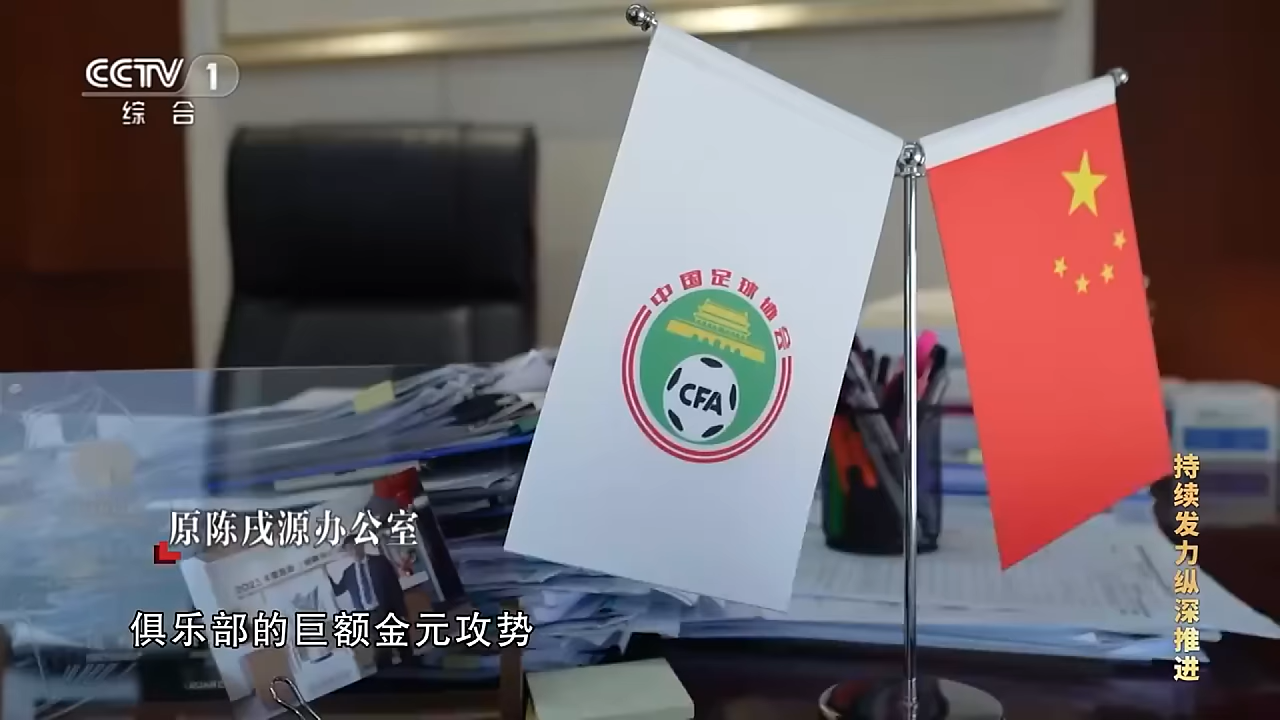 CCTV 1
综合
中国足球协会
CFA
原陈戌源办公室
俱乐部的巨额金元攻势
持续发力纵深推进